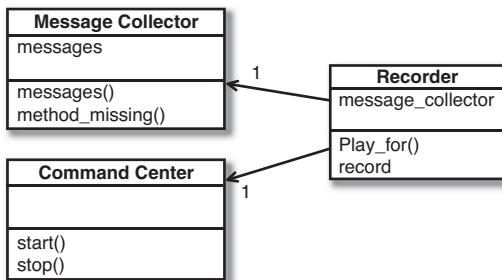 Message Collector
messages
messages()
method_missing()
1
Recorder
message_collector
Play_for()
record
Command Center
1
start()
stop()